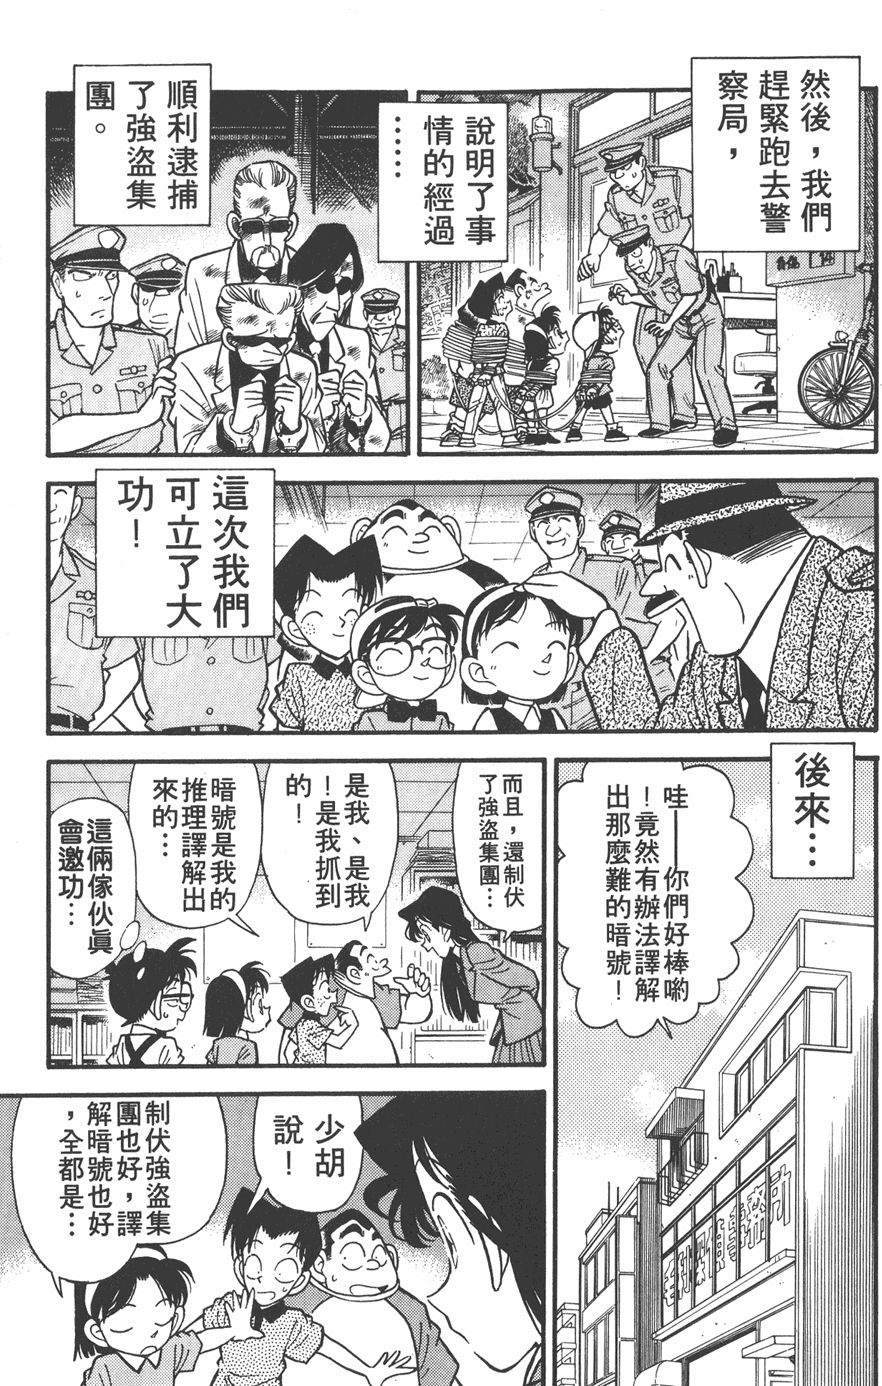 然後，我們
趕緊跑去警
察局，
說明了事
情的經過
……
順利逮捕
了強盜集
團。
這次我們
可立了大
功！
後來…
哇——你們好棒喲
！竟然有辦法譯解
出那麼難的暗號！
而且，還制伏
了強盜集團…
是我、是我
！是我抓到
的！
暗號是我的
推理譯解出
來的…
這倆傢伙真
會邀功…
少胡
說！
制伏強盜集
團也好，譯
解暗號也好
，全都是…